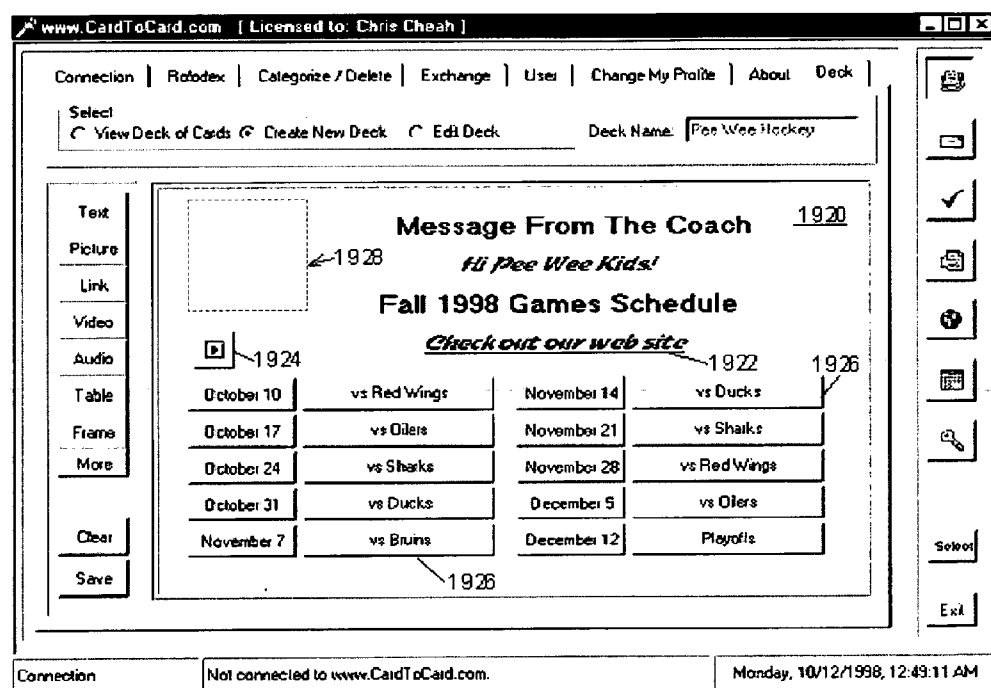 www.CardToCard.com [ Licensed to: Chris Cheah ]
Connection Rolodex Categorize / Delete Exchange User Change My Profile About Deck
Select
View Deck of Cards Create New Deck Edit Deck Deck Name: Pee Wee Hockey
Text
Picture
Link
Video
Audio
Table
Frame
More
Clear
Save
Message From The Coach 1920
1928
Hi Pee Wee Kids!
Fall 1998 Games Schedule
Check out our web site
1924 1922 1926
October 10 vs Red Wings November 14 vs Ducks
October 17 vs Oilers November 21 vs Sharks
October 24 vs Sharks November 28 vs Red Wings
October 31 vs Ducks December 5 vs Oilers
November 7 vs Bruins December 12 Playoffs
1926
Select
Exit
Connection Not connected to www.CardToCard.com. Monday, 10/12/1998, 12:49:11 AM